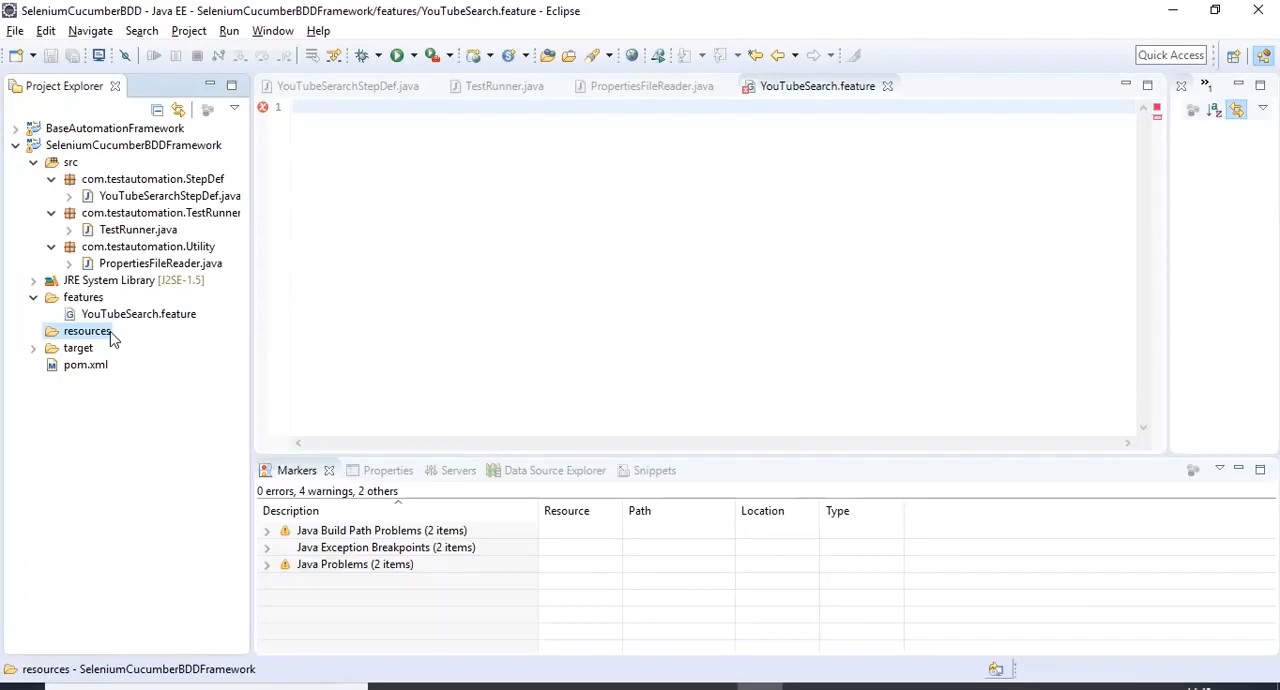 SeleniumCucumberBDD - Java EE - SeleniumCucumberBDDFramework/features/YouTubeSearch.feature - Eclipse
File Edit Navigate Search Project Run Window Help
Quick Access
Project Explorer
YouTubeSerarchStepDef.java TestRunner.java PropertiesFileReader.java YouTubeSearch.feature
1
BaseAutomationFramework
SeleniumCucumberBDDFramework
src
com.testautomation.StepDef
YouTubeSerarchStepDef.java
com.testautomation.TestRunner
TestRunner.java
com.testautomation.Utility
PropertiesFileReader.java
JRE System Library [J2SE-1.5]
features
YouTubeSearch.feature
resources
target
pom.xml
Markers Properties Servers Data Source Explorer Snippets
0 errors, 4 warnings, 2 others
Description Resource Path Location Type
Java Build Path Problems (2 items)
Java Exception Breakpoints (2 items)
Java Problems (2 items)
resources - SeleniumCucumberBDDFramework